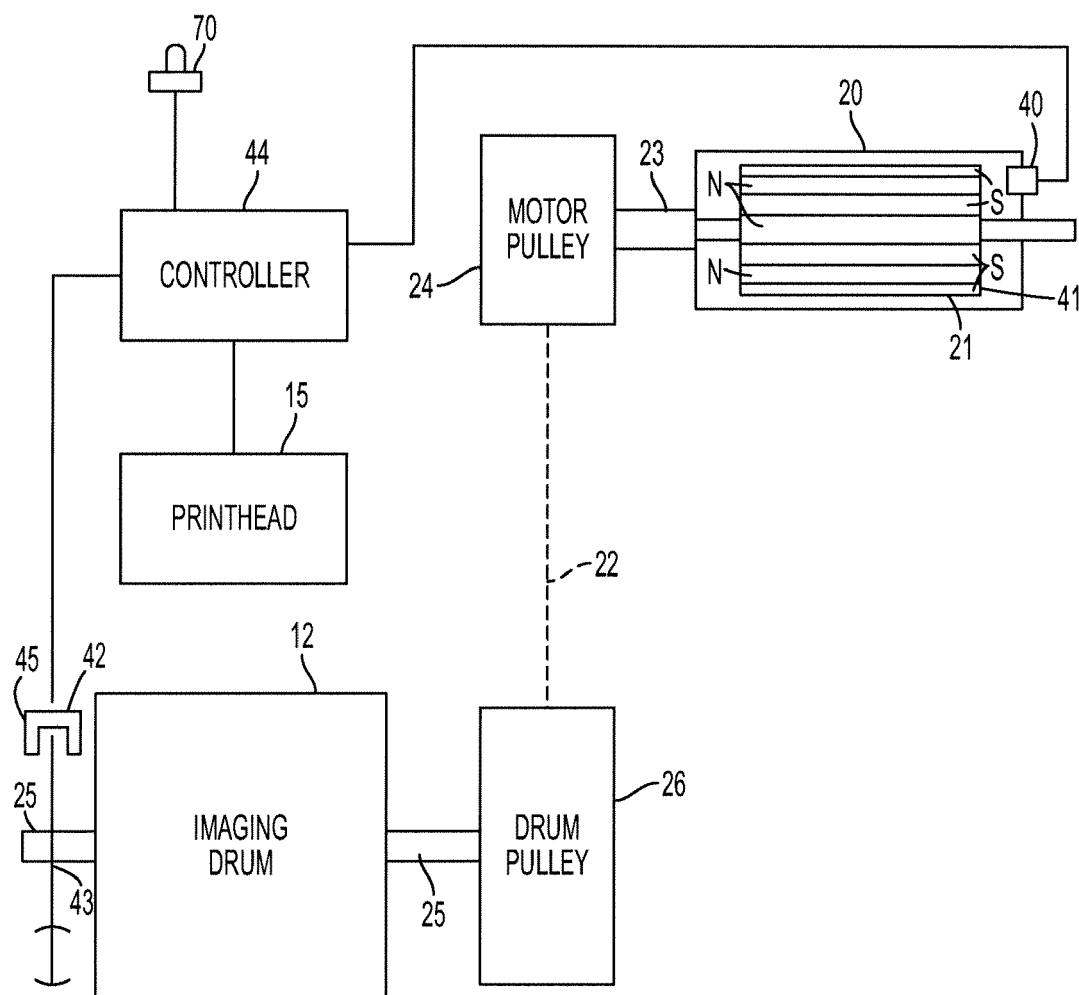 70
44
20
40
23
N
S
MOTOR
PULLEY
CONTROLLER
24
N
S
41
21
15
PRINTHEAD
22
12
45
42
26
25
IMAGING
DRUM
DRUM
PULLEY
43
25